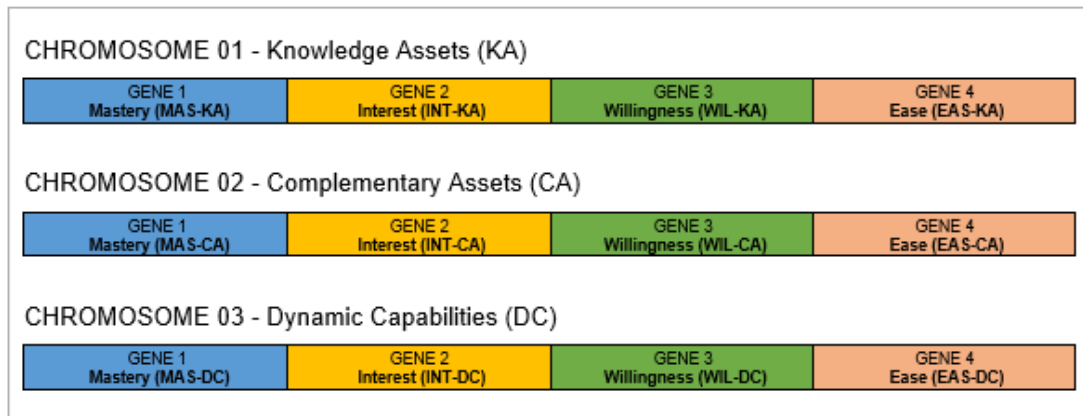 CHROMOSOME 01 - Knowledge Assets (KA)
GENE 1
Mastery (MAS-KA)
GENE 2
Interest (INT-KA)
GENE 3
Willingness (WIL-KA)
GENE 4
Ease (EAS-KA)
CHROMOSOME 02 - Complementary Assets (CA)
GENE 1
Mastery (MAS-CA)
GENE 2
Interest (INT-CA)
GENE 3
Willingness (WIL-CA)
GENE 4
Ease (EAS-CA)
CHROMOSOME 03 - Dynamic Capabilities (DC)
GENE 1
Mastery (MAS-DC)
GENE 2
Interest (INT-DC)
GENE 3
Willingness (WIL-DC)
GENE 4
Ease (EAS-DC)